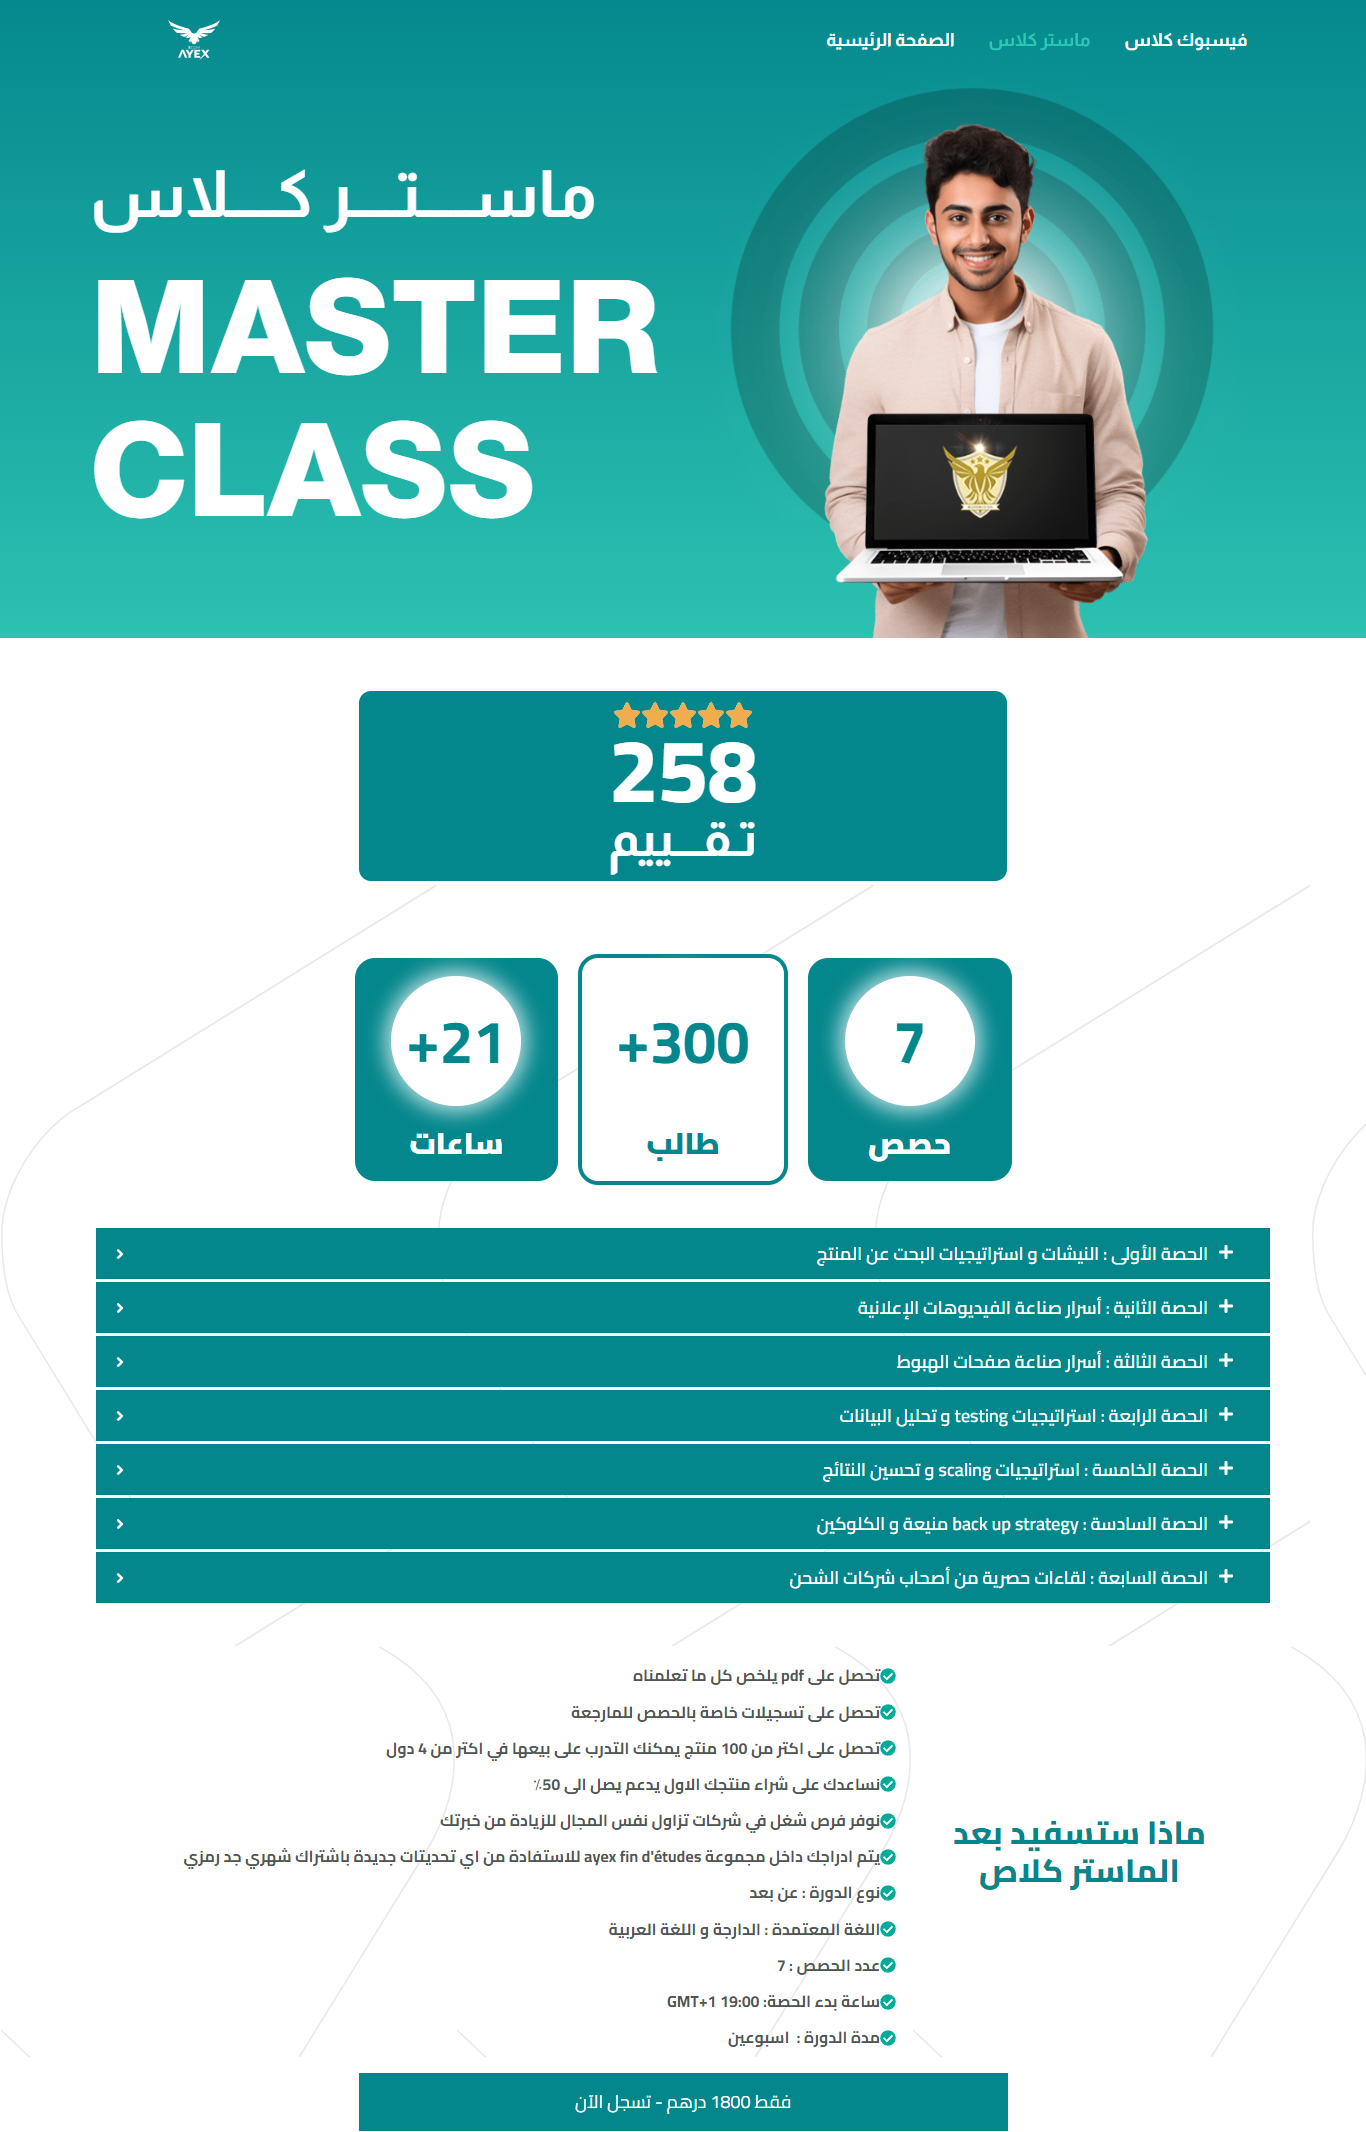 فيسبوك كلاس
ماستر كلاس
الصفحة الرئيسية
AYEX
ماستـــر كـــلاس
MASTER
CLASS
258
تـقـــييم
7
حصص
+300
طالب
+21
ساعات
الحصة الأولى : النيشات و استراتيجيات البحت عن المنتج
الحصة الثانية : أسرار صناعة الفيديوهات الإعلانية
الحصة الثالثة : أسرار صناعة صفحات الهبوط
الحصة الرابعة : استراتيجيات testing و تحليل البيانات
الحصة الخامسة : استراتيجيات scaling و تحسين النتائج
الحصة السادسة : back up strategy منيعة و الكلوكين
الحصة السابعة : لقاءات حصرية من أصحاب شركات الشحن
ماذا ستسفيد بعد
الماستر كلاص
تحصل على pdf يلخص كل ما تعلمناه
تحصل على تسجيلات خاصة بالحصص للمارجعة
تحصل على اكتر من 100 منتج يمكنك التدرب على بيعها في اكتر من 4 دول
نساعدك على شراء منتجك الاول يدعم يصل الى 50٪
نوفر فرص شغل في شركات تزاول نفس المجال للزيادة من خبرتك
يتم ادراجك داخل مجموعة ayex fin d'études للاستفادة من اي تحديتات جديدة باشتراك شهري جد رمزي
نوع الدورة : عن بعد
اللغة المعتمدة : الدارجة و اللغة العربية
عدد الحصص : 7
ساعة بدء الحصة: 19:00 GMT+1
مدة الدورة : اسبوعين
فقط 1800 درهم - تسجل الآن